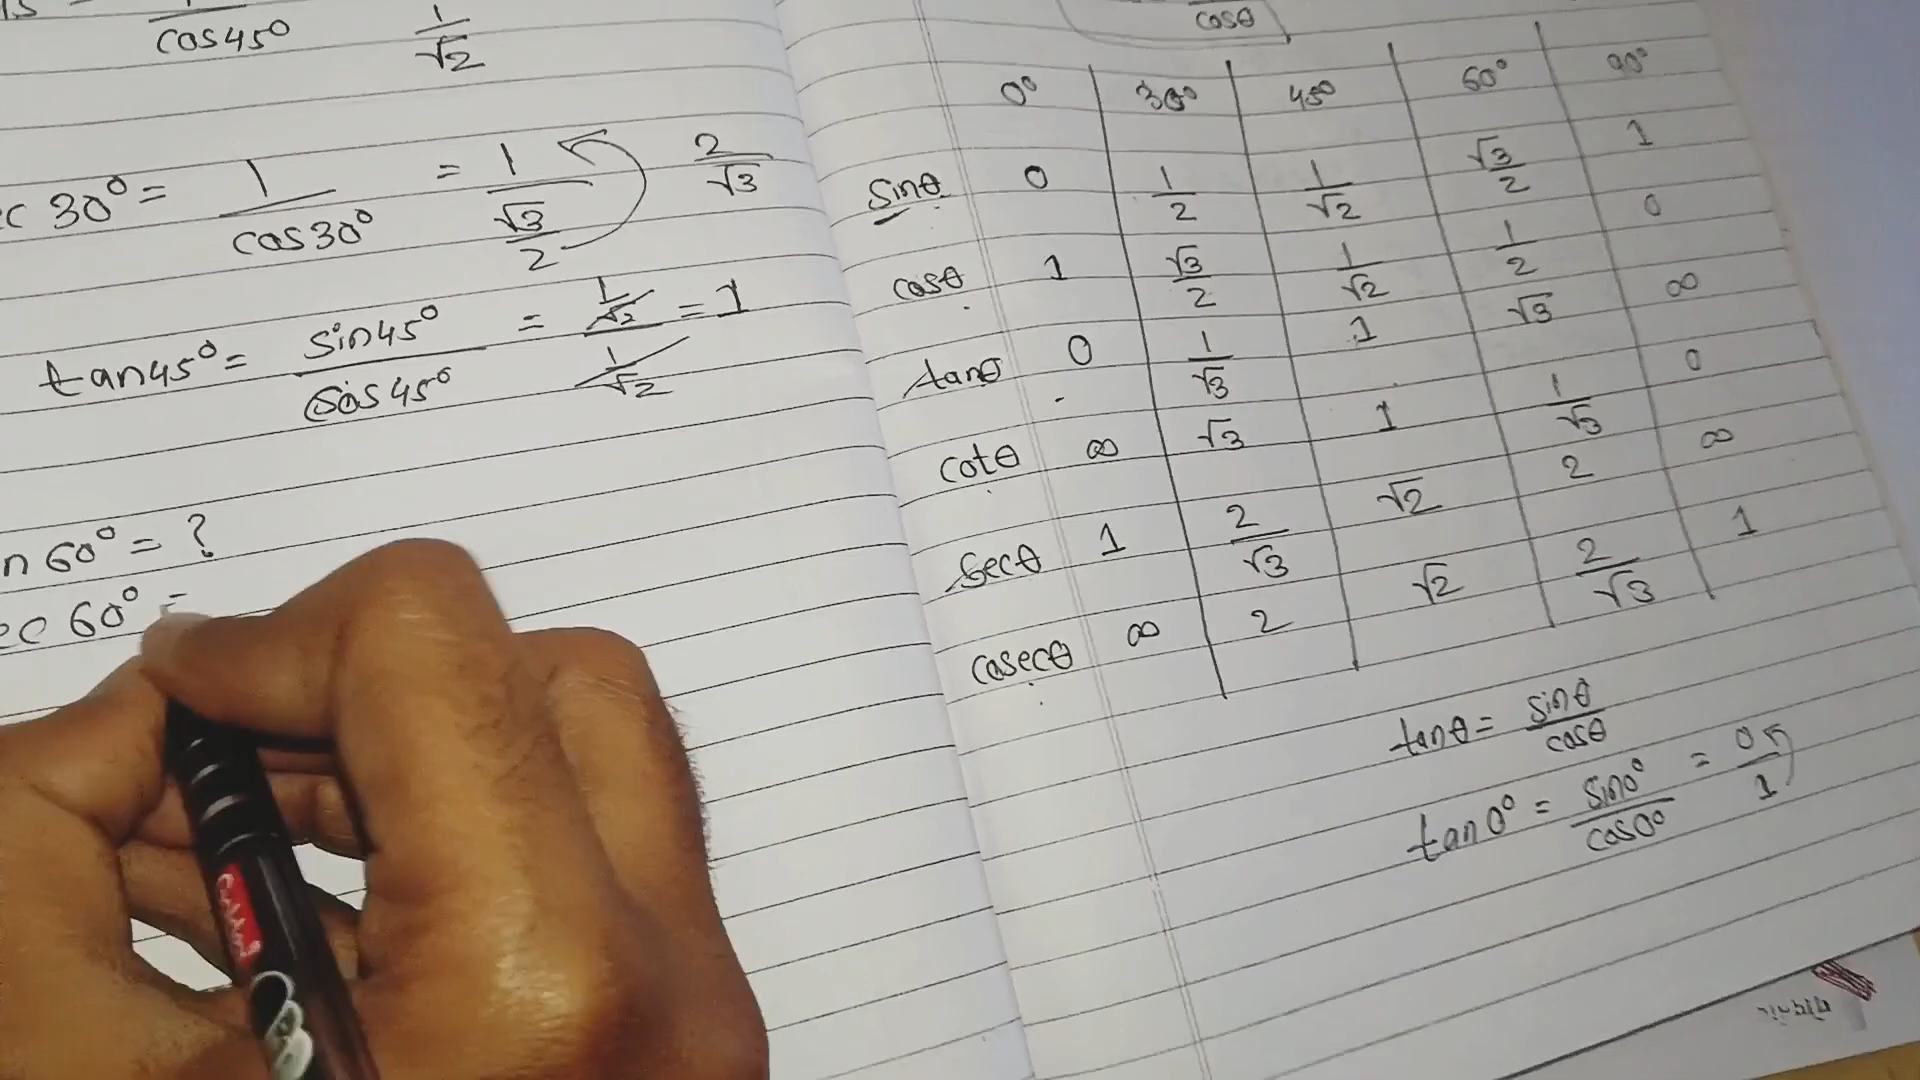 cos45° 1/√2
c 30° = 1/cos30° = 1/(√3/2) 2/√3
tan45° = sin45°/cos45° = (1/√2)/(1/√2) = 1
n 60° = ?
ec 60° =
cosθ
0° 30° 45° 60° 90°
sinθ 0 1/2 1/√2 √3/2 1
cosθ 1 √3/2 1/√2 1/2 0
tanθ 0 1/√3 1 √3 ∞
cotθ ∞ √3 1 1/√3 0
secθ 1 2/√3 √2 2 ∞
cosecθ ∞ 2 √2 2/√3 1
tanθ = sinθ/cosθ
tan0° = sin0°/cos0° = 0/1